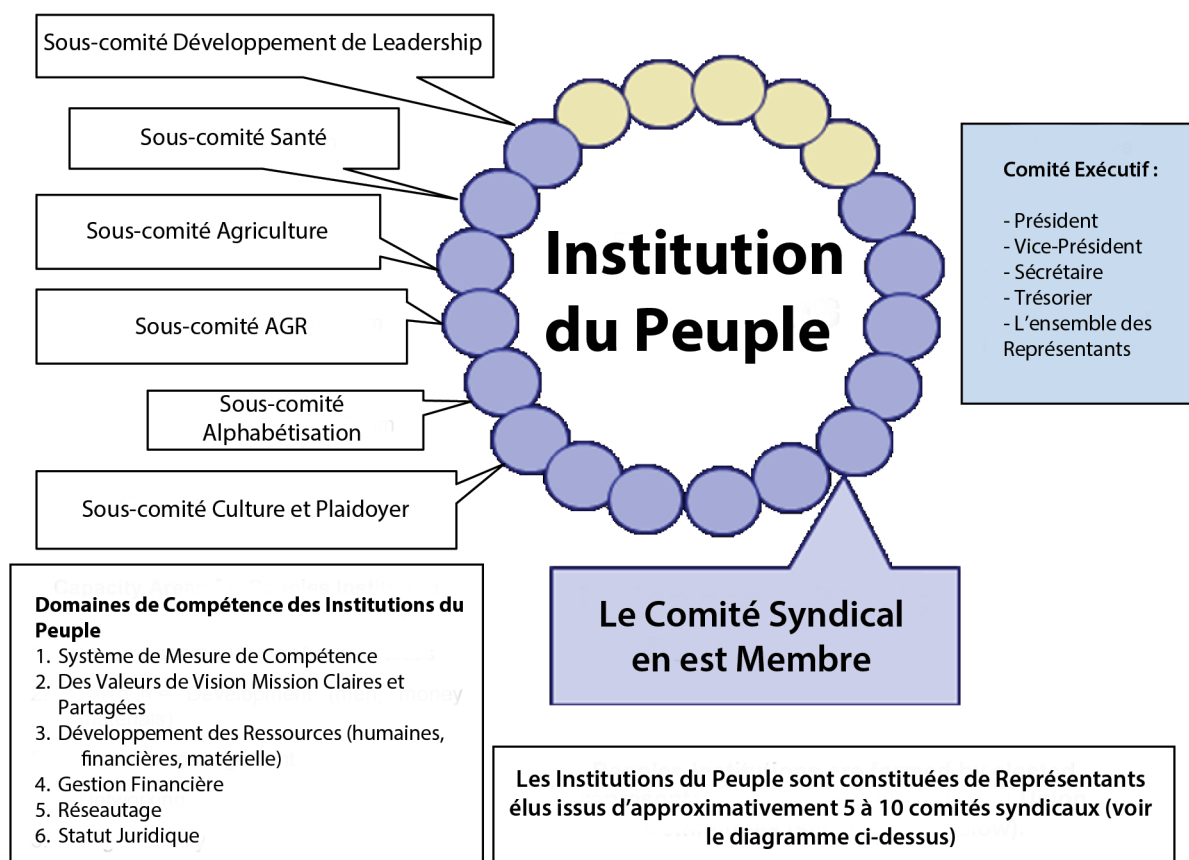 Sous-comité Développement de Leadership
Sous-comité Santé
Sous-comité Agriculture
Sous-comité AGR
Sous-comité
Alphabétisation
Sous-comité Culture et Plaidoyer
Institution
du Peuple
Comité Exécutif :
- Président
- Vice-Président
- Sécrétaire
- Trésorier
- L'ensemble des
Représentants
Le Comité Syndical
en est Membre
Domaines de Compétence des Institutions du
Peuple
1. Système de Mesure de Compétence
2. Des Valeurs de Vision Mission Claires et
Partagées
3. Développement des Ressources (humaines,
financières, matérielle)
4. Gestion Financière
5. Réseautage
6. Statut Juridique
Les Institutions du Peuple sont constituées de Représentants
élus issus d'approximativement 5 à 10 comités syndicaux (voir
le diagramme ci-dessus)